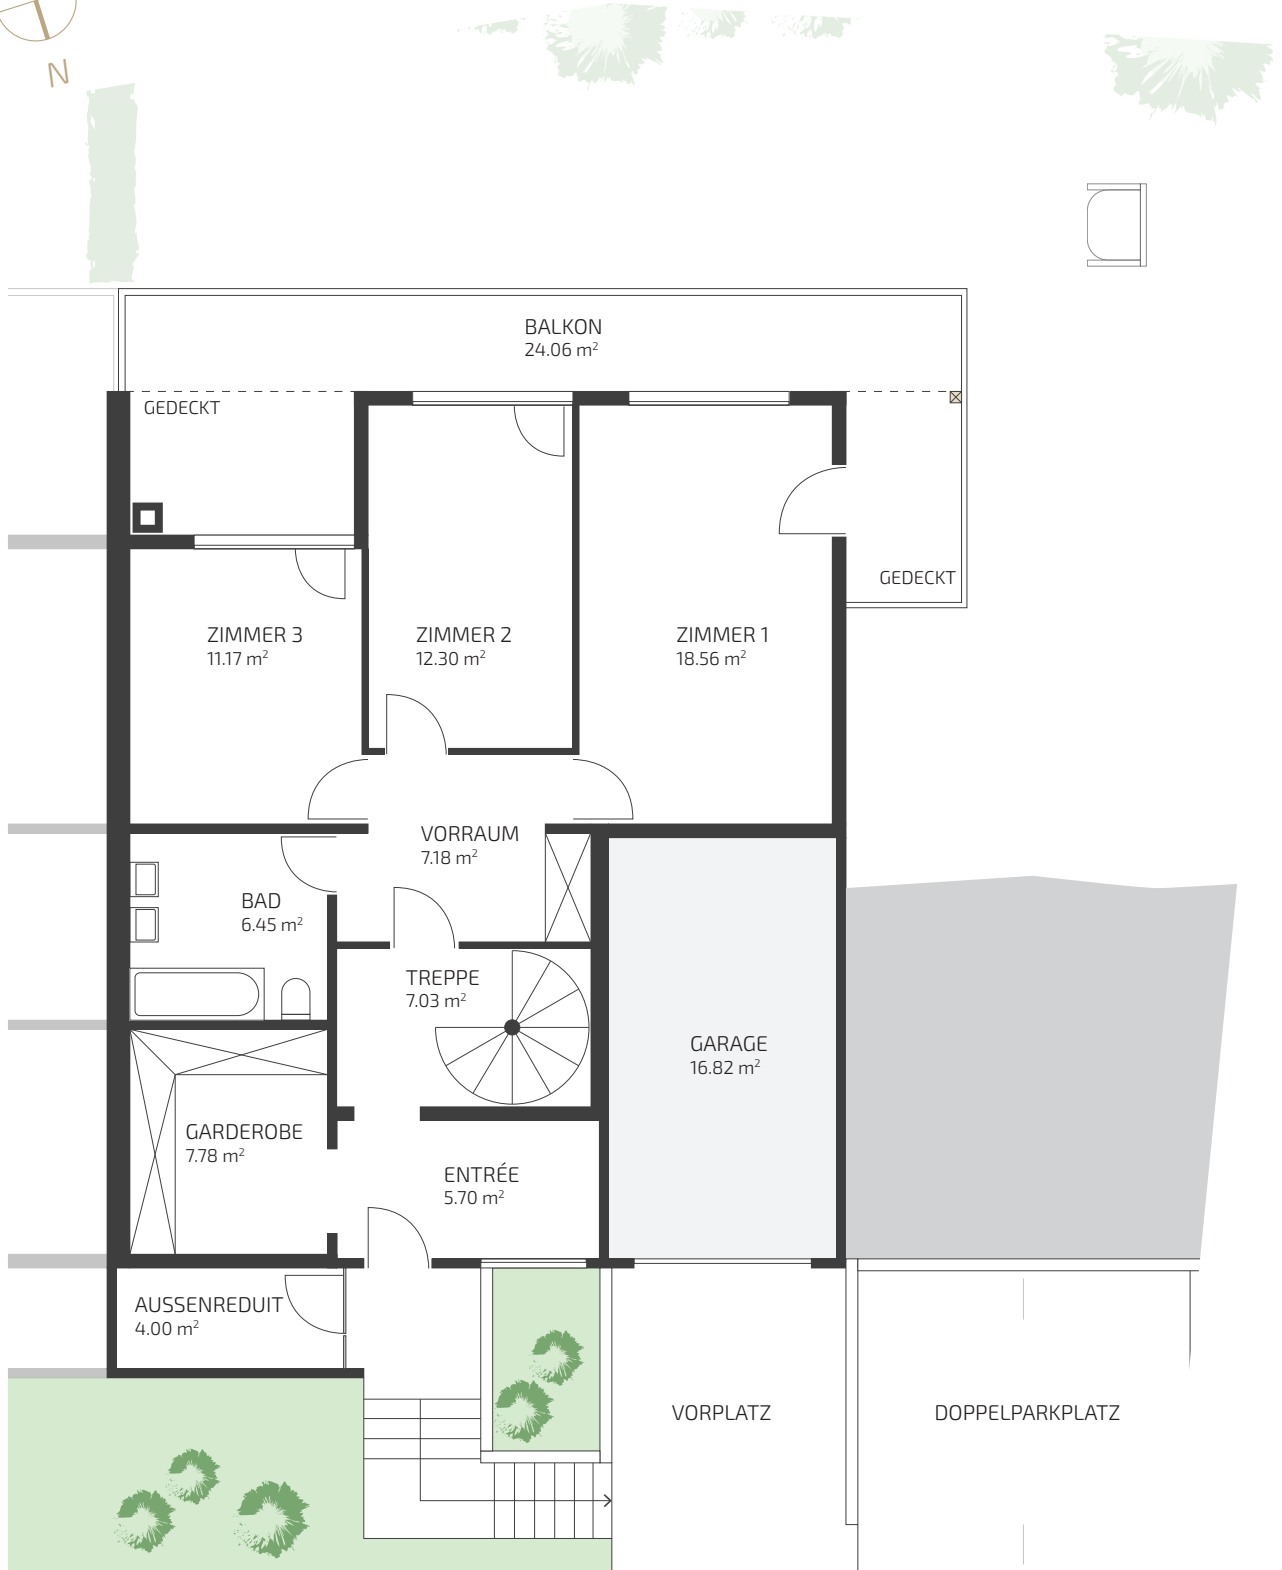 N
BALKON
24.06 m²
GEDECKT
GEDECKT
ZIMMER 3
11.17 m²
ZIMMER 2
12.30 m²
ZIMMER 1
18.56 m²
VORRAUM
7.18 m²
BAD
6.45 m²
TREPPE
7.03 m²
GARAGE
16.82 m²
GARDEROBE
7.78 m²
ENTRÉE
5.70 m²
AUSSENREDUIT
4.00 m²
VORPLATZ
DOPPELPARKPLATZ